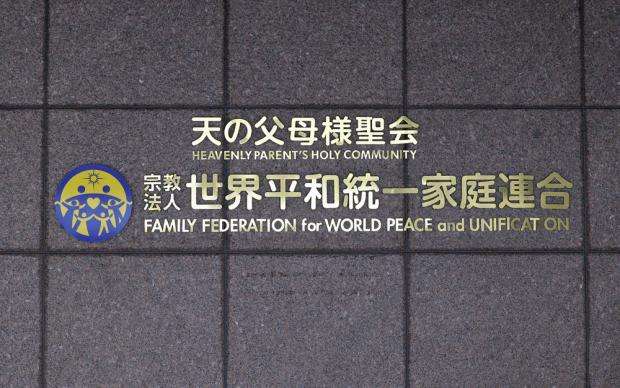 天の父母様聖会
HEAVENLY PARENT'S HOLY COMMUNITY
宗教
法人
世界平和統一家庭連合
FAMILY FEDERATION for WORLD PEACE and UNIFICAT ON